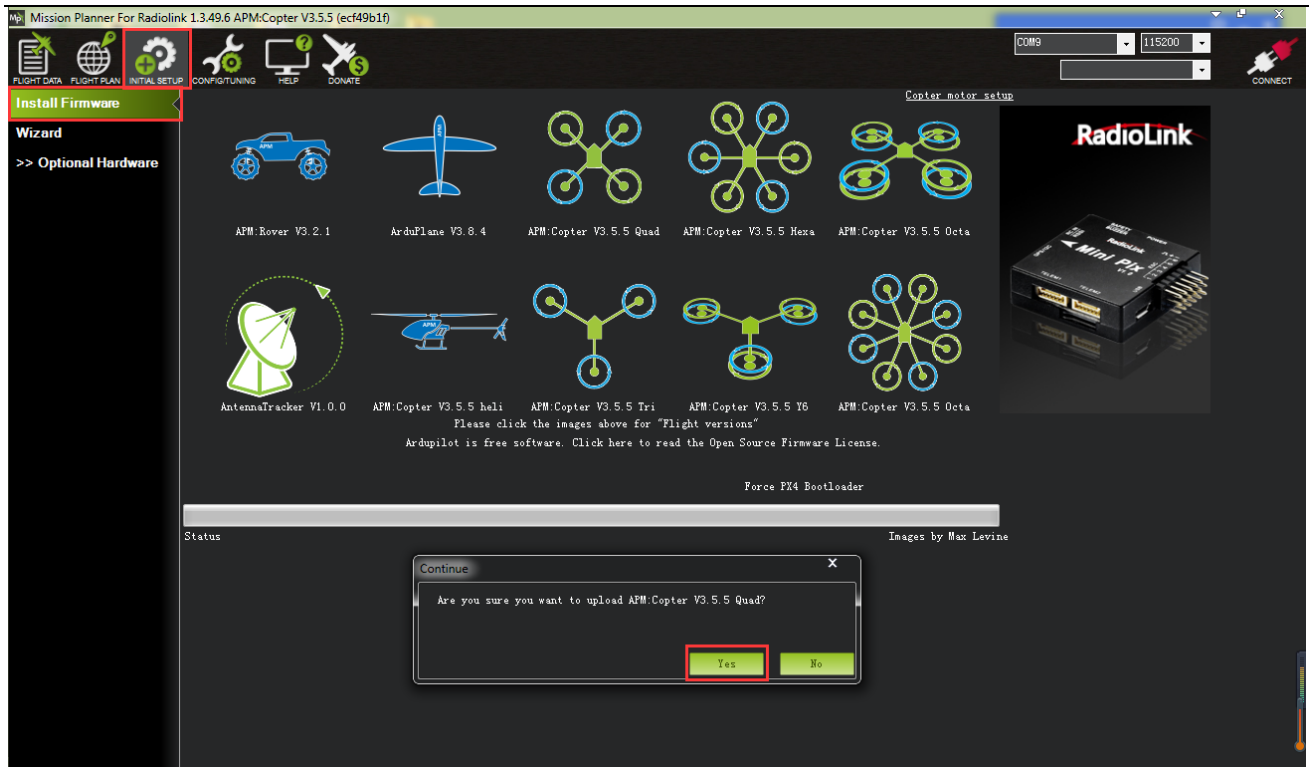 Mission Planner For Radiolink 1.3.49.6 APM:Copter V3.5.5 (ecf49b1f)
FLIGHT DATA
FLIGHT PLAN
INITIAL SETUP
CONFIG/TUNING
HELP
DONATE
COM9
115200
CONNECT
Install Firmware
Wizard
>> Optional Hardware
Copter motor setup
RadioLink
APM:Rover V3.2.1
ArduPlane V3.8.4
APM:Copter V3.5.5 Quad
APM:Copter V3.5.5 Hexa
APM:Copter V3.5.5 Octa
Mini Pix
AntennaTracker V1.0.0
APM:Copter V3.5.5 heli
APM:Copter V3.5.5 Tri
APM:Copter V3.5.5 Y6
APM:Copter V3.5.5 Octa
Please click the images above for "Flight versions"
Ardupilot is free software. Click here to read the Open Source Firmware License.
Force PX4 Bootloader
Status
Images by Max Levine
Continue
X
Are you sure you want to upload APM:Copter V3.5.5 Quad?
Yes
No